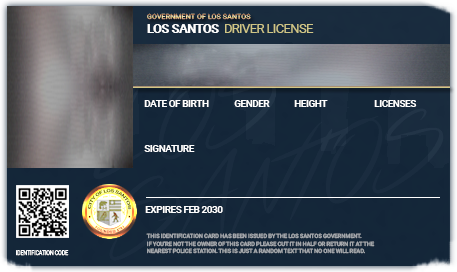 GOVERNMENT OF LOS SANTOS
LOS SANTOS DRIVER LICENSE
DATE OF BIRTH GENDER HEIGHT LICENSES
SIGNATURE
CITY OF LOS SANTOS
EXPIRES FEB 2030
THIS IDENTIFICATION CARD HAS BEEN ISSUED BY THE LOS SANTOS GOVERNMENT.
IF YOU'RE NOT THE OWNER OF THIS CARD PLEASE CUT IT IN HALF OR RETURN IT AT THE
NEAREST POLICE STATION. THIS IS JUST A RANDOM TEXT THAT NO ONE WILL READ.
IDENTIFICATION CODE